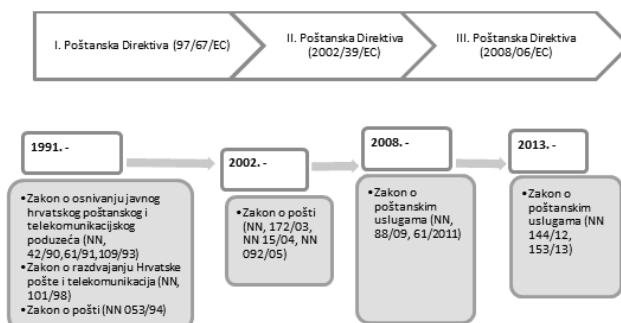 I. Poštanska Direktiva (97/67/EC)
II. Poštanska Direktiva
(2002/39/EC)
III. Poštanska Direktiva
(2008/06/EC)
1991. -
•Zakon o osnivanju javnog
hrvatskog poštanskog i
telekomunikacijskog
poduzeća (NN,
42/90,61/91,109/93)
•Zakon o razdvajanju Hrvatske
pošte i telekomunikacija (NN,
101/98)
•Zakon o pošti (NN 053/94)
2002. -
•Zakon o pošti
(NN, 172/03,
NN 15/04, NN
092/05)
2008. -
•Zakon o
poštanskim
uslugama (NN,
88/09, 61/2011)
2013. -
•Zakon o
poštanskim
uslugama (NN
144/12,
153/13)